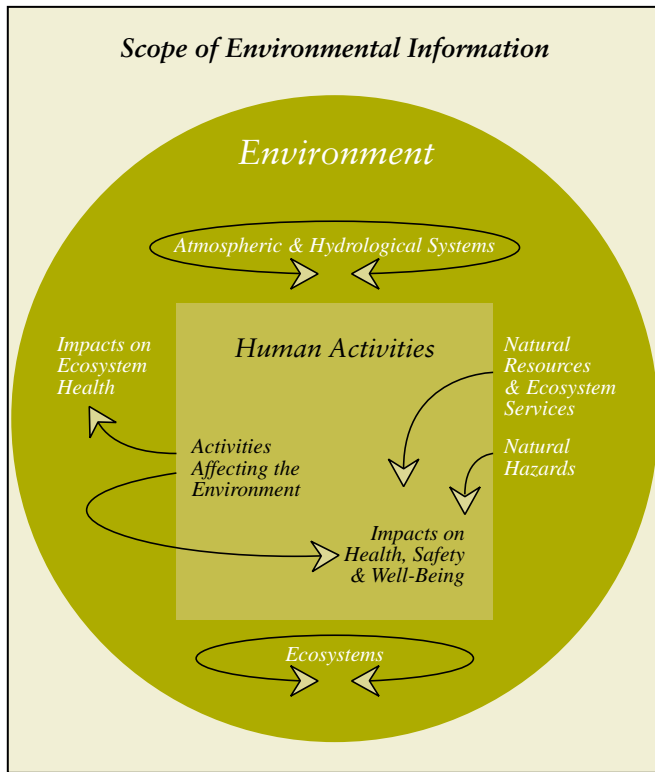 Scope of Environmental Information
Environment
Atmospheric & Hydrological Systems
Impacts on
Ecosystem
Health
Human Activities
Natural
Resources
& Ecosystem
Services
Activities
Affecting the
Environment
Natural
Hazards
Impacts on
Health, Safety
& Well-Being
Ecosystems